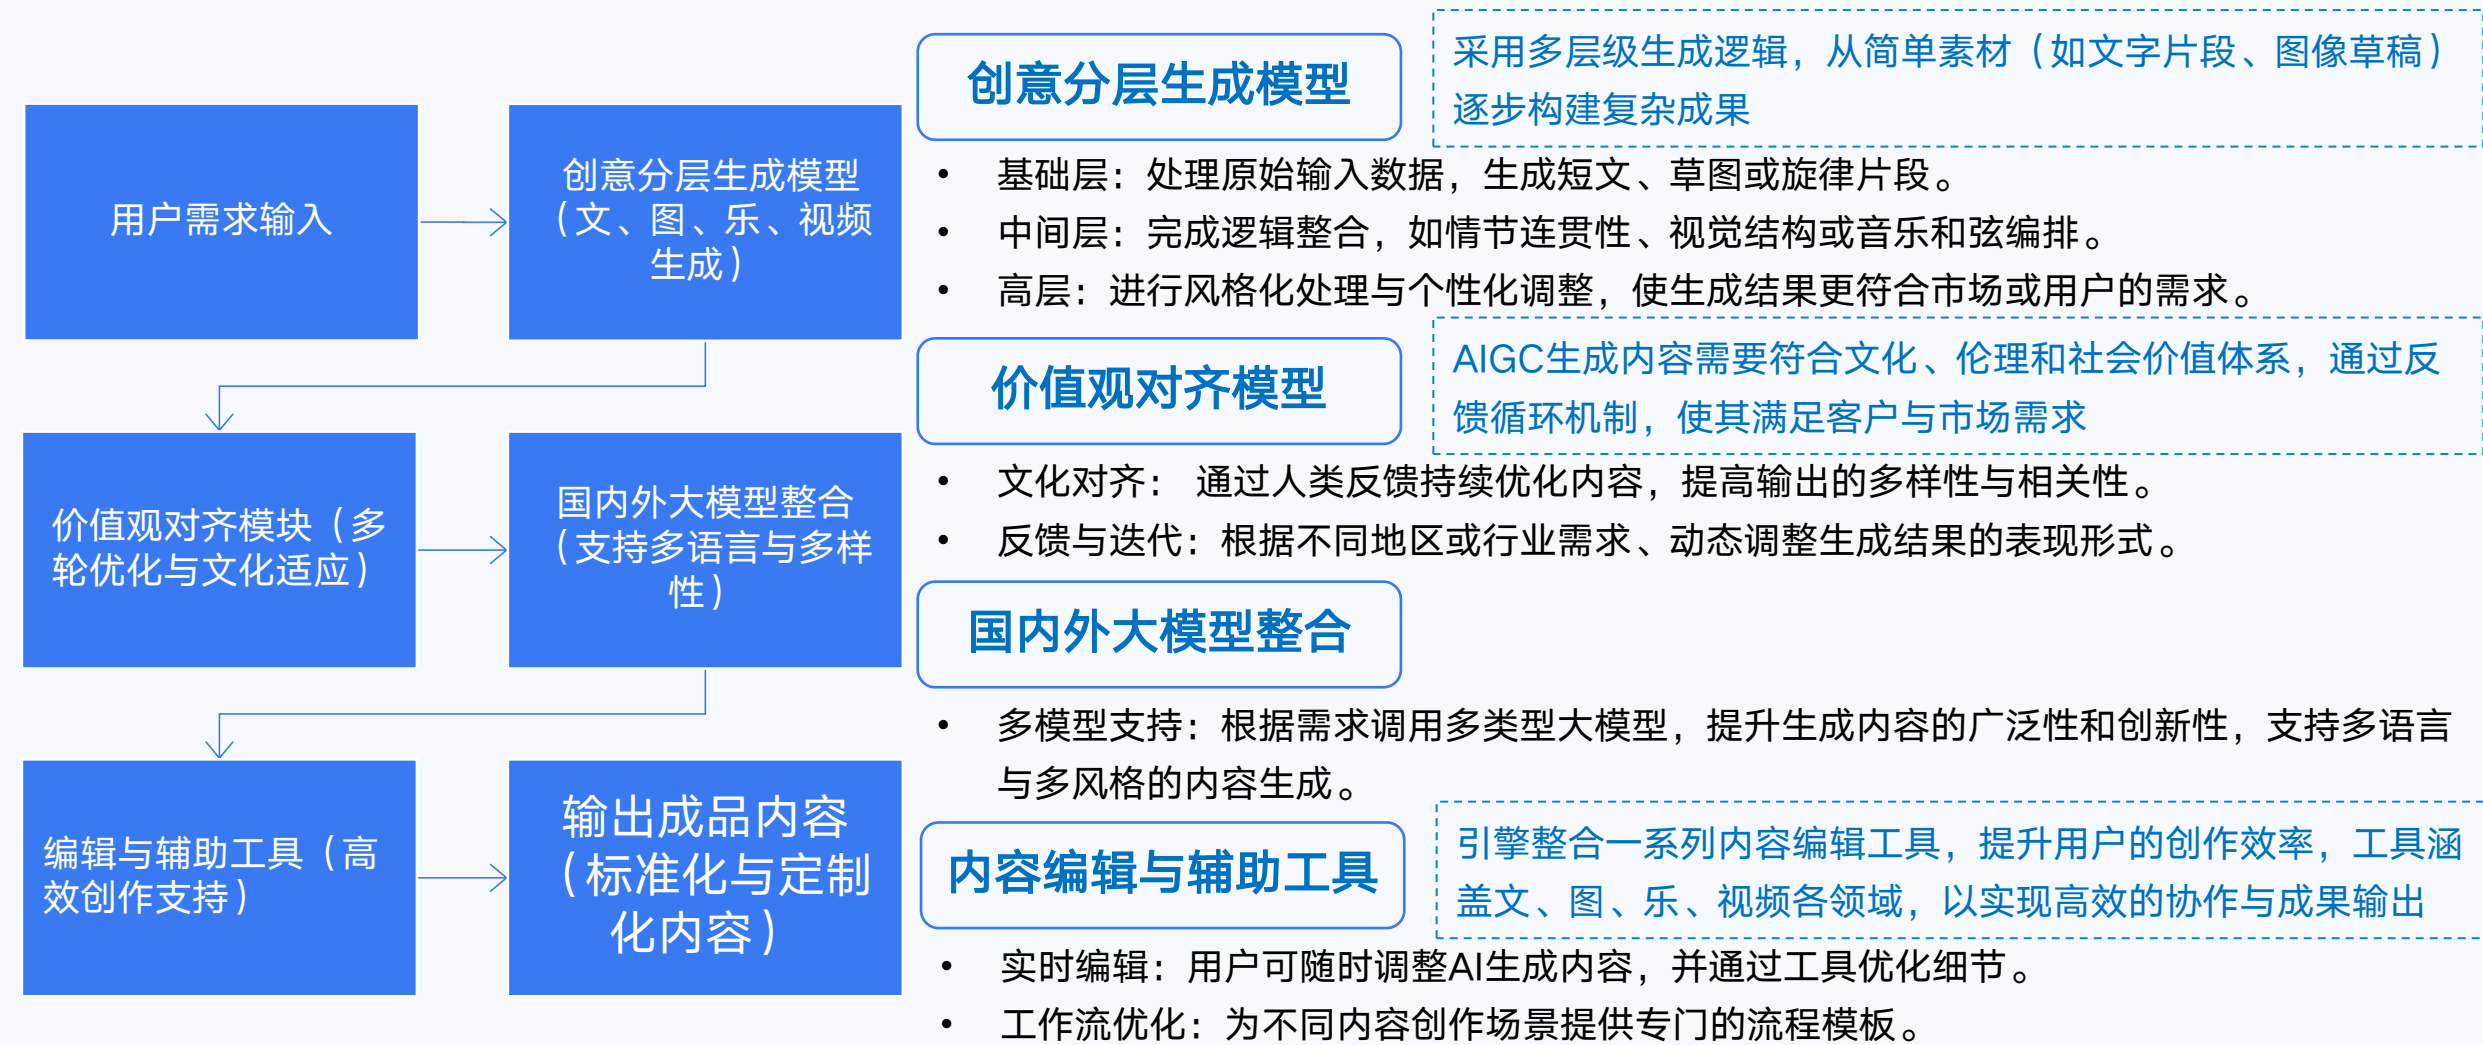 用户需求输入
创意分层生成模型
（文、图、乐、视频
生成）
价值观对齐模块（多
轮优化与文化适应）
国内外大模型整合
（支持多语言与多样
性）
编辑与辅助工具（高
效创作支持）
输出成品内容
（标准化与定制
化内容）
创意分层生成模型
采用多层级生成逻辑，从简单素材（如文字片段、图像草稿）
逐步构建复杂成果
• 基础层：处理原始输入数据，生成短文、草图或旋律片段。
• 中间层：完成逻辑整合，如情节连贯性、视觉结构或音乐和弦编排。
• 高层：进行风格化处理与个性化调整，使生成结果更符合市场或用户的需求。
价值观对齐模型
AIGC生成内容需要符合文化、伦理和社会价值体系，通过反
馈循环机制，使其满足客户与市场需求
• 文化对齐： 通过人类反馈持续优化内容，提高输出的多样性与相关性。
• 反馈与迭代：根据不同地区或行业需求、动态调整生成结果的表现形式。
国内外大模型整合
• 多模型支持：根据需求调用多类型大模型，提升生成内容的广泛性和创新性，支持多语言
与多风格的内容生成。
内容编辑与辅助工具
引擎整合一系列内容编辑工具，提升用户的创作效率，工具涵
盖文、图、乐、视频各领域，以实现高效的协作与成果输出
• 实时编辑：用户可随时调整AI生成内容，并通过工具优化细节。
• 工作流优化：为不同内容创作场景提供专门的流程模板。